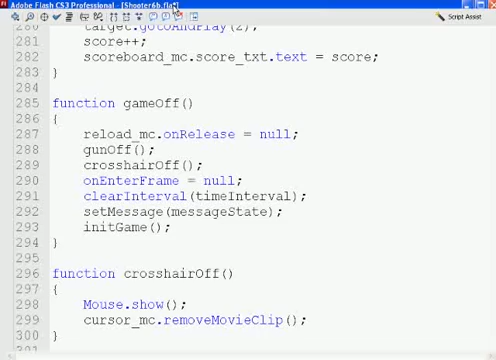 Adobe Flash CS3 Professional - [Shooter6b.fla*]
Script Assist
280 target.gotoAndPlay(2);
281 score++;
282 scoreboard_mc.score_txt.text = score;
283 }
284
285 function gameOff()
286 {
287 reload_mc.onRelease = null;
288 gunOff();
289 crosshairOff();
290 onEnterFrame = null;
291 clearInterval(timeInterval);
292 setMessage(messageState);
293 initGame();
294 }
295
296 function crosshairOff()
297 {
298 Mouse.show();
299 cursor_mc.removeMovieClip();
300 }